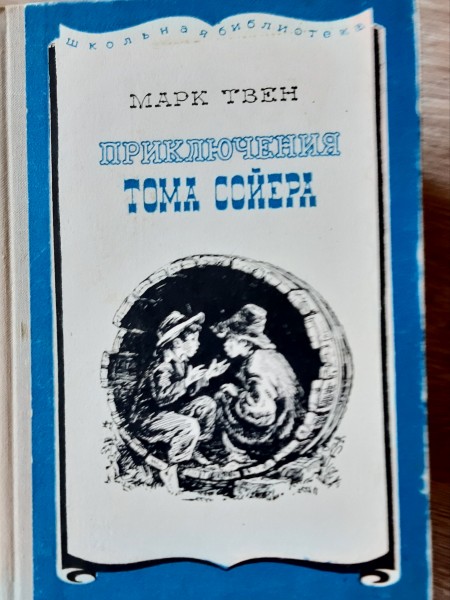 школьная библиотека
МАРК ТВЕН
ПРИКЛЮЧЕНИЯ
ТОМА СОЙЕРА